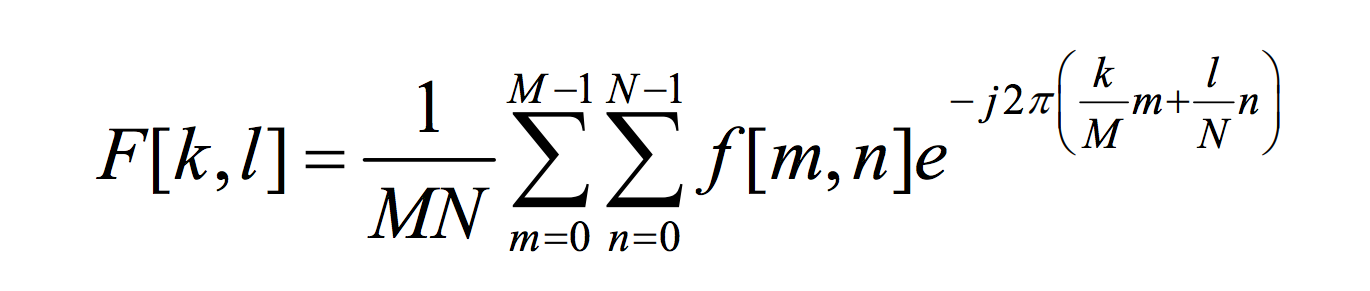 F[k,l] = \frac{1}{MN} \sum_{m=0}^{M-1} \sum_{n=0}^{N-1} f[m,n] e^{-j2\pi\left(\frac{k}{M}m+\frac{l}{N}n\right)}